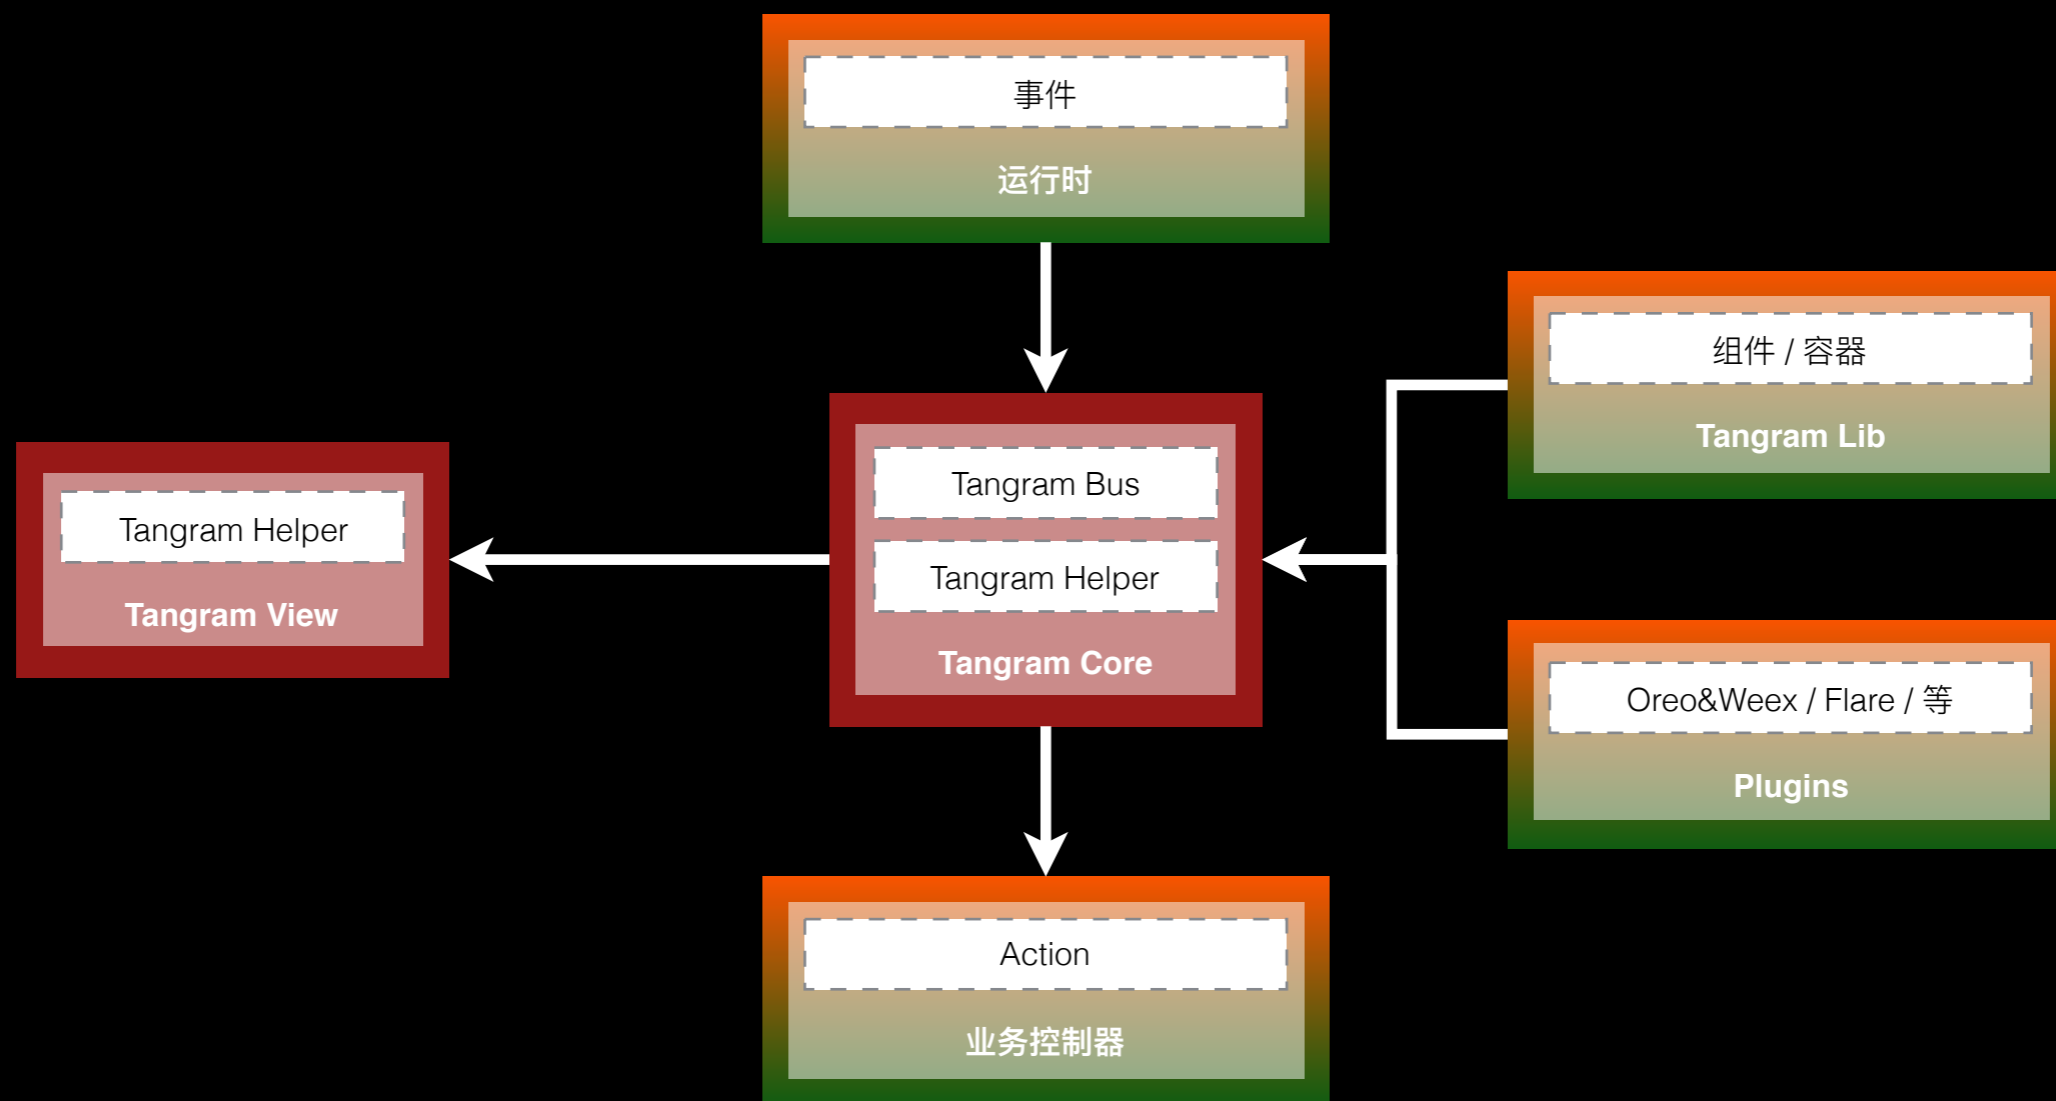 事件
运行时
组件 / 容器
Tangram Lib
Tangram Bus
Tangram Helper
Tangram Core
Tangram Helper
Tangram View
Oreo&Weex / Flare / 等
Plugins
Action
业务控制器